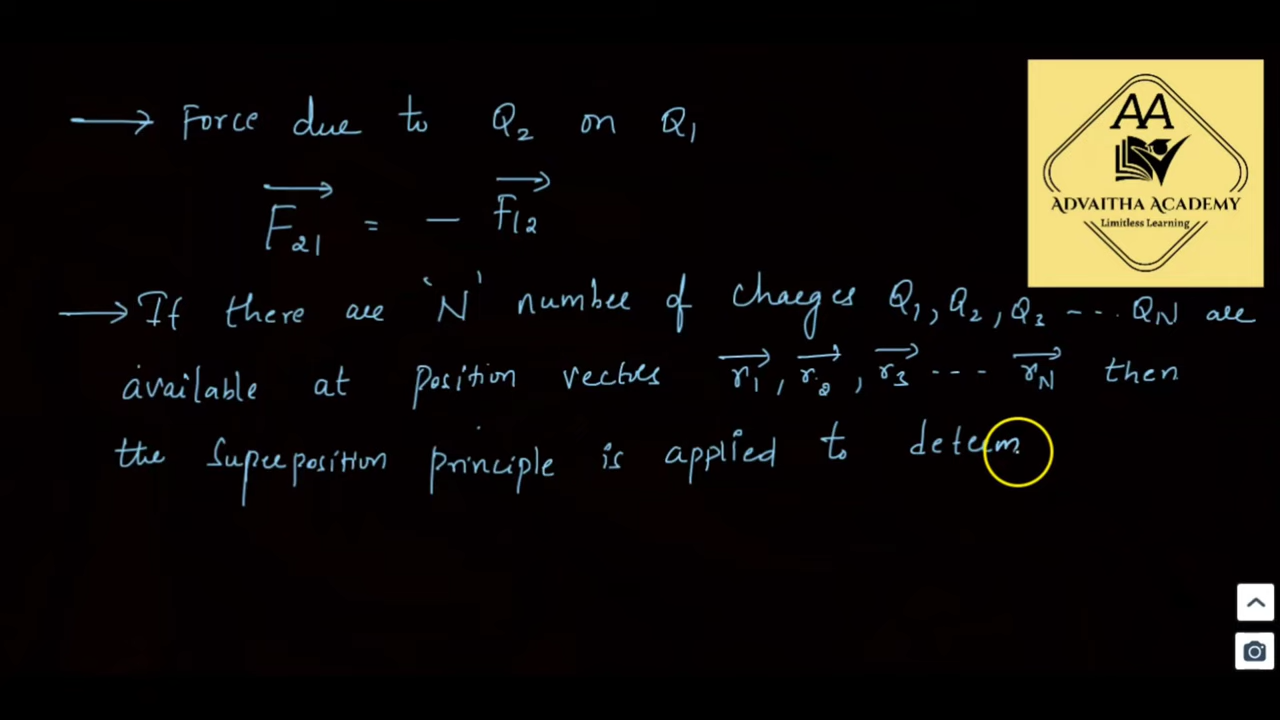 ⟶ Force due to Q₂ on Q₁
F₂₁⃗ = − F₁₂⃗
⟶ If there are 'N' number of charges Q₁, Q₂, Q₃ --- QN are
available at position vectors r₁⃗, r₂⃗, r₃⃗ --- rN⃗ then
the superposition principle is applied to determ
AA
ADVAITHA ACADEMY
Limitless Learning